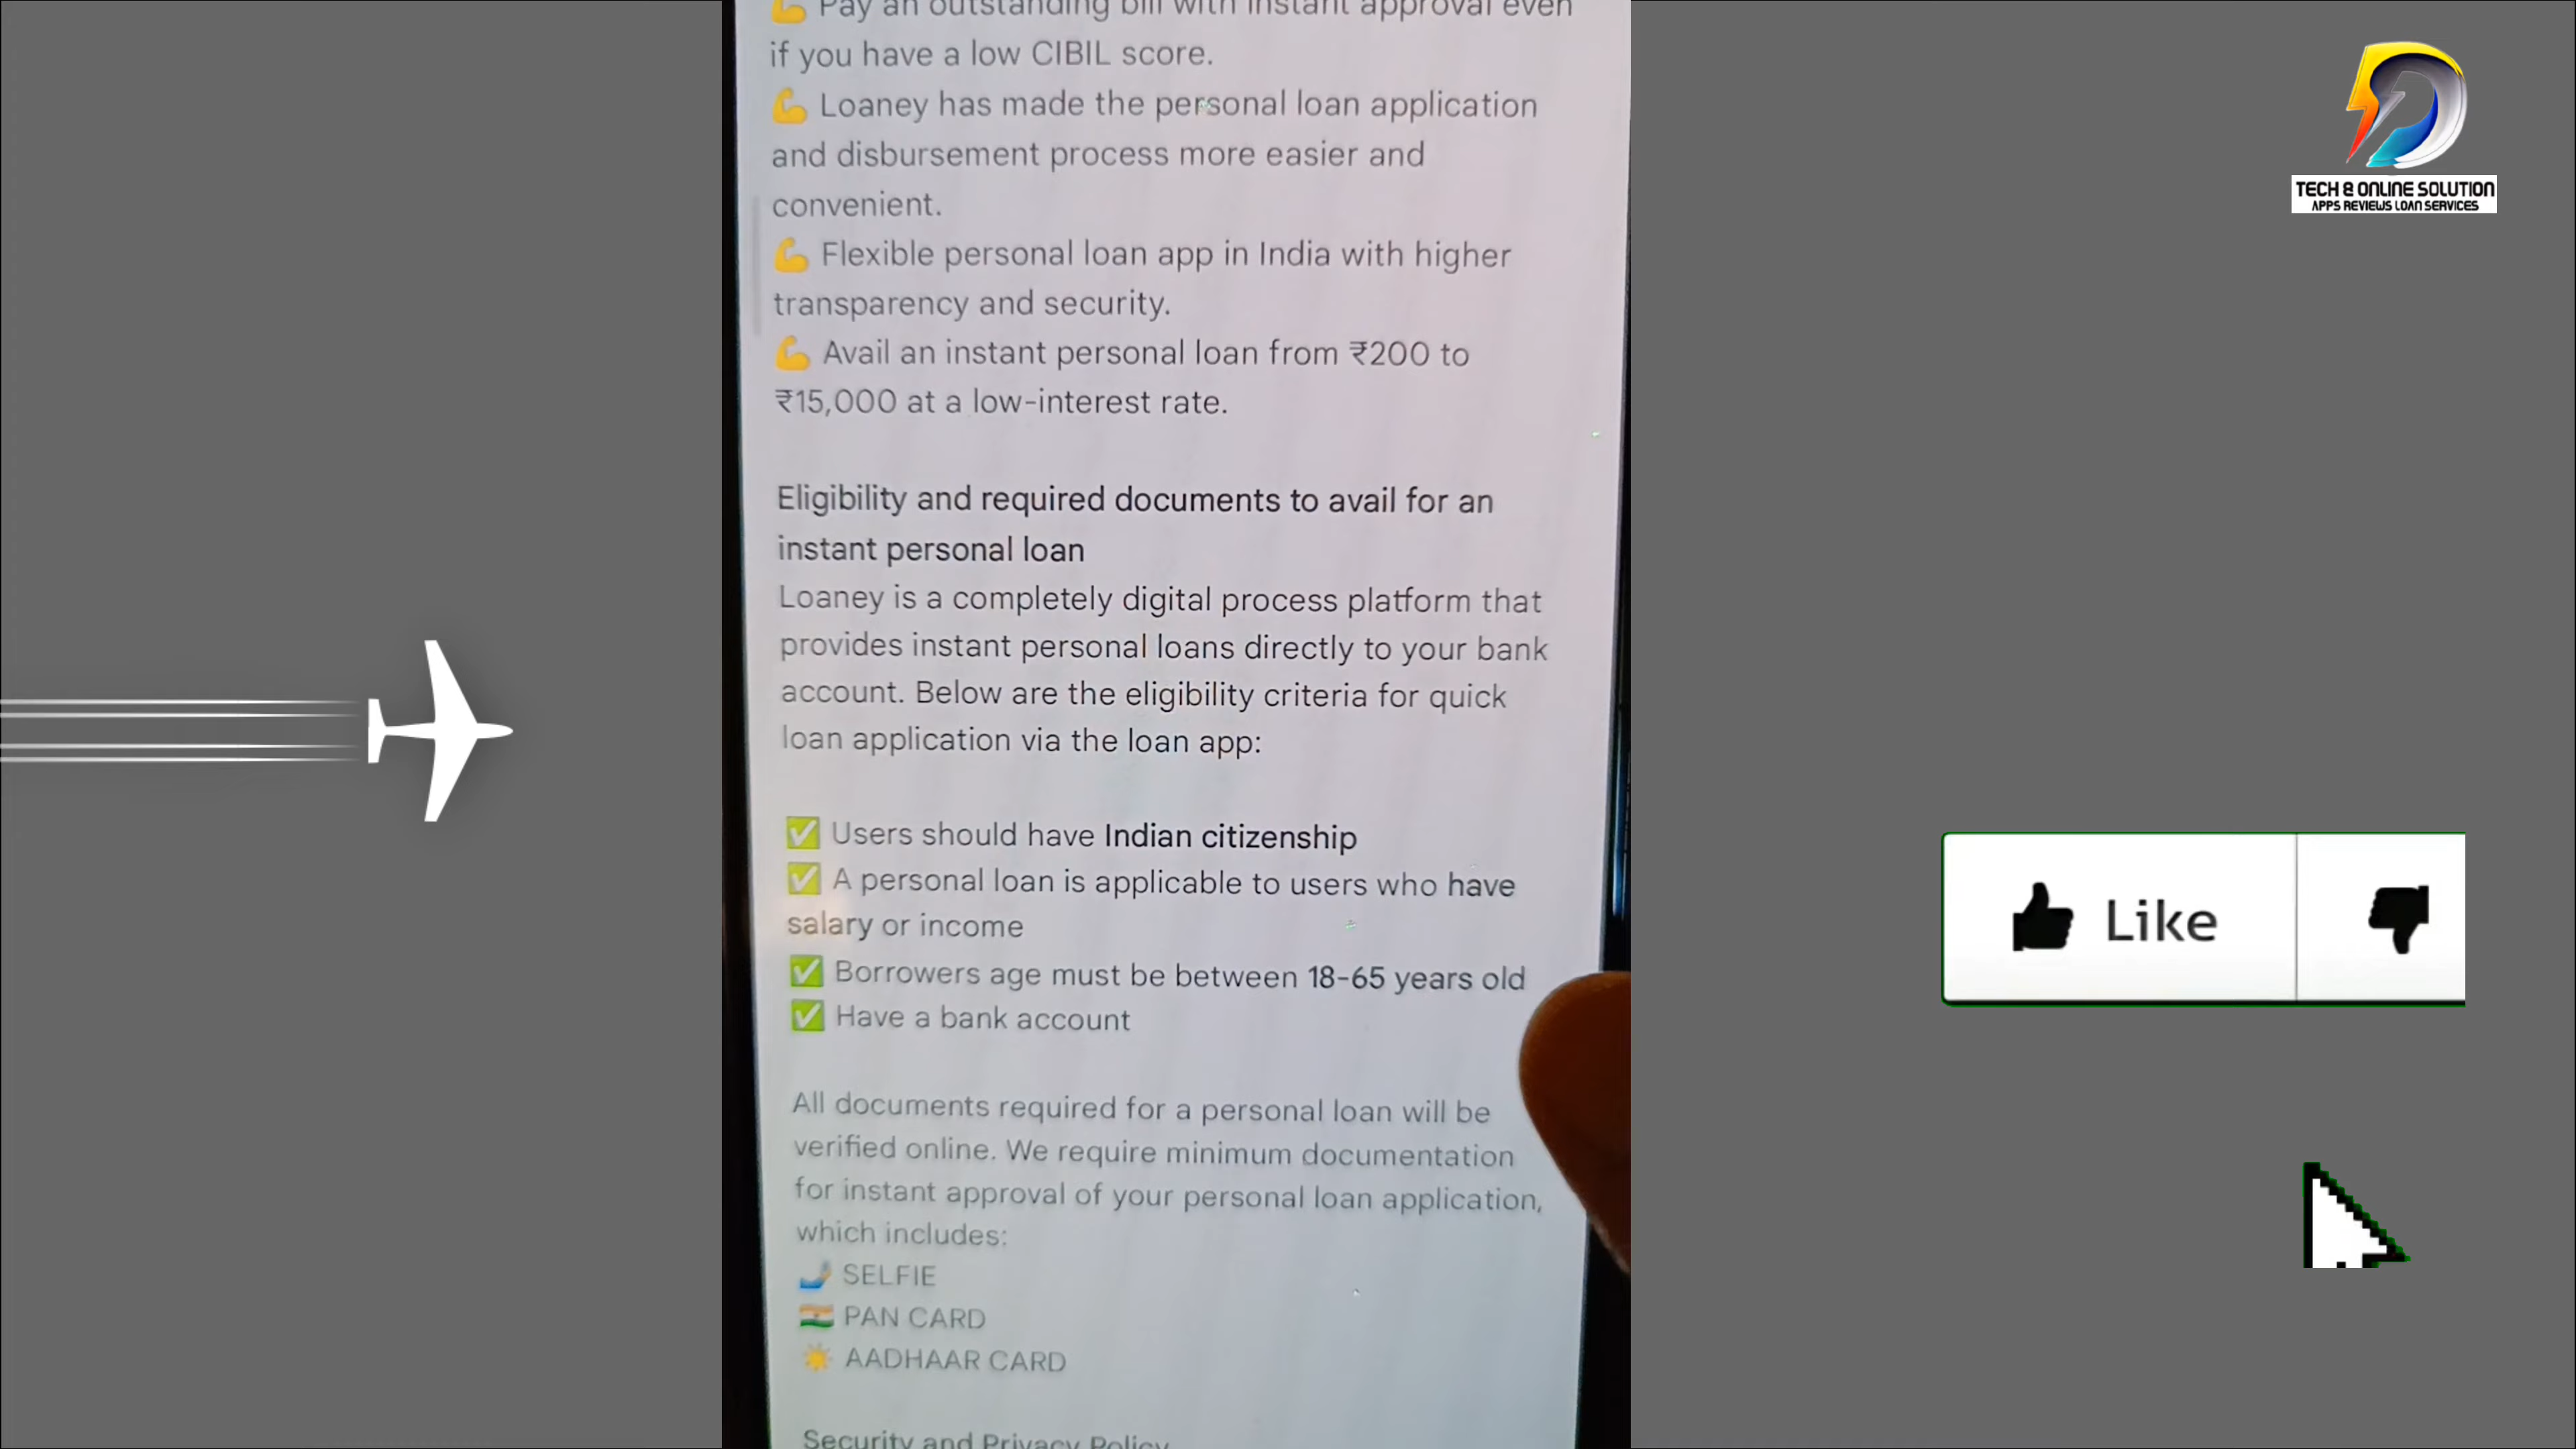 Pay an outstanding bill with instant approval even
if you have a low CIBIL score.
Loaney has made the personal loan application
and disbursement process more easier and
convenient.
Flexible personal loan app in India with higher
transparency and security.
Avail an instant personal loan from ₹200 to
₹15,000 at a low-interest rate.
Eligibility and required documents to avail for an
instant personal loan
Loaney is a completely digital process platform that
provides instant personal loans directly to your bank
account. Below are the eligibility criteria for quick
loan application via the loan app:
✅ Users should have Indian citizenship
✅ A personal loan is applicable to users who have
salary or income
✅ Borrowers age must be between 18-65 years old
✅ Have a bank account
All documents required for a personal loan will be
verified online. We require minimum documentation
for instant approval of your personal loan application,
which includes:
SELFIE
PAN CARD
AADHAAR CARD
Security and Privacy Policy
TECH & ONLINE SOLUTION
APPS REVIEWS LOAN SERVICES
Like